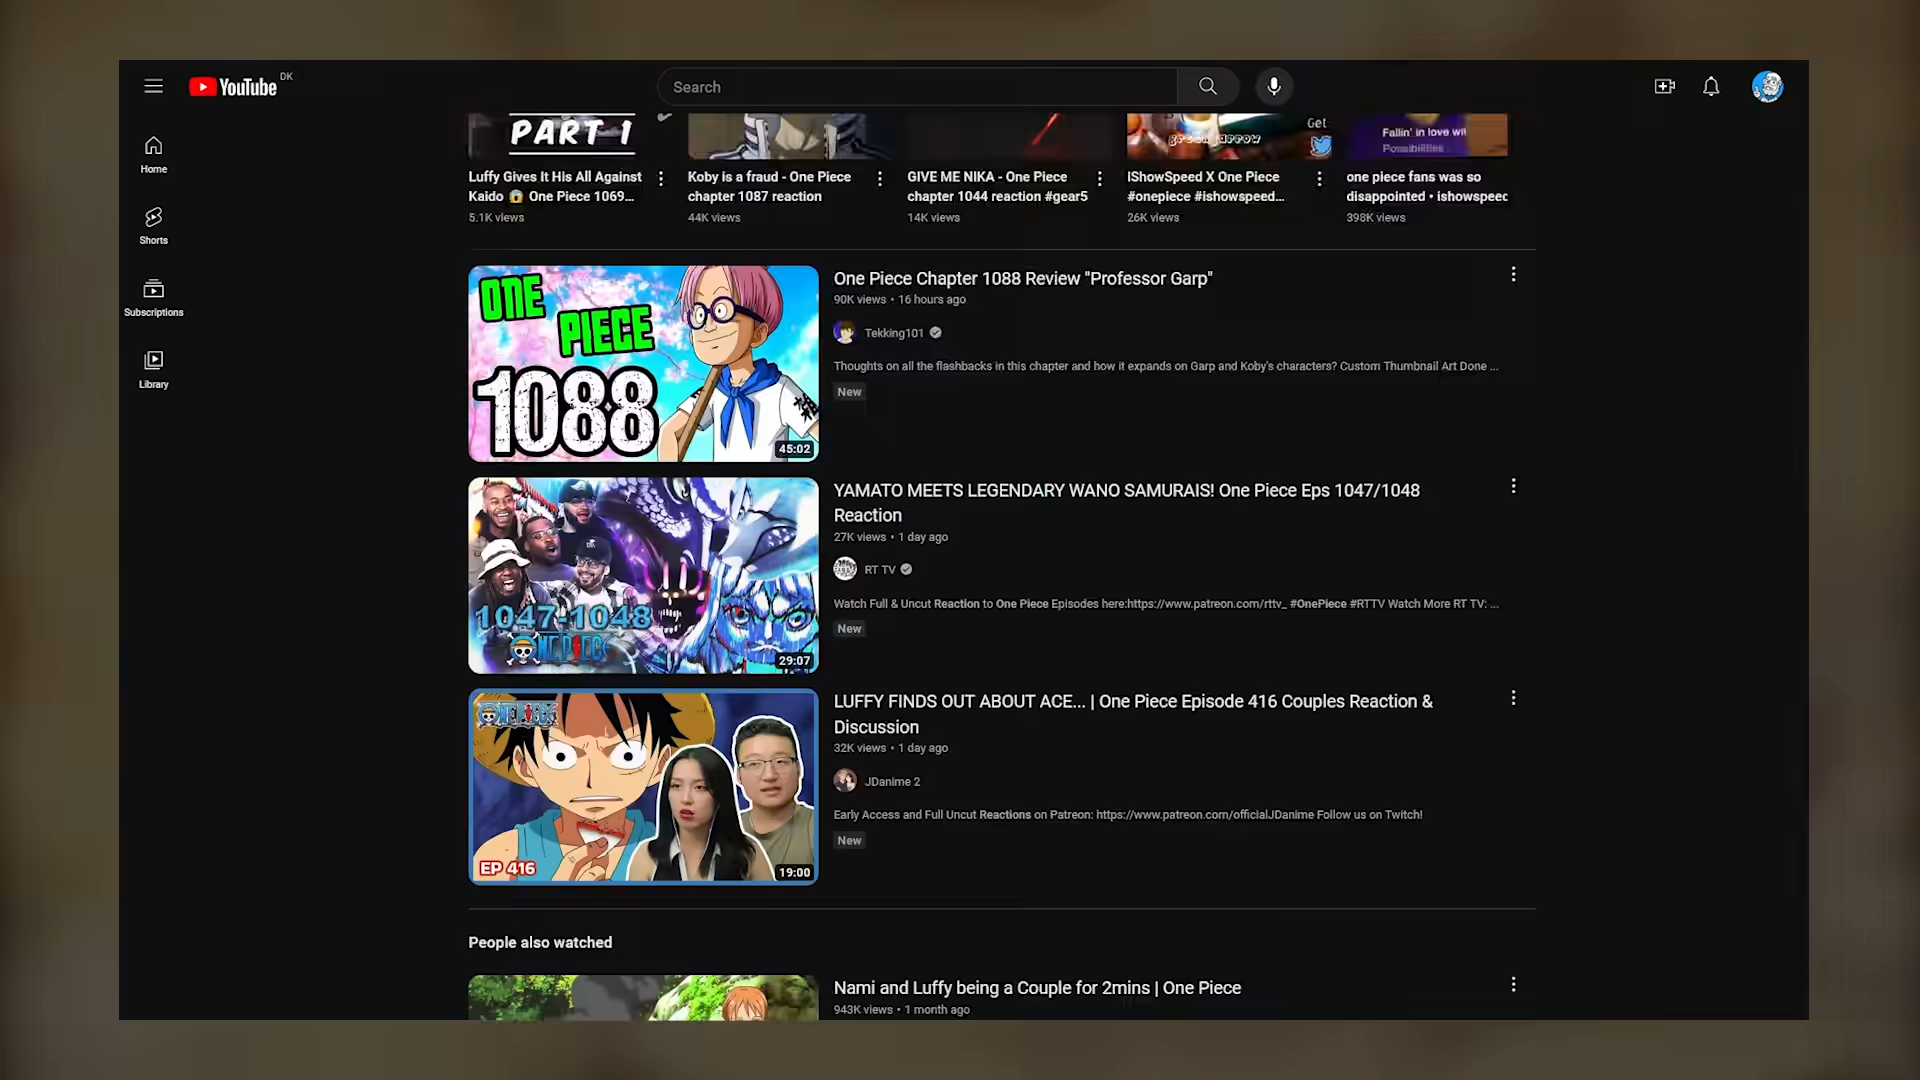 YouTube DK
Search
Home
Shorts
Subscriptions
Library
PART 1
Get
green arrow
Fallin' in love wit
Possibilities
Luffy Gives It His All Against
Kaido 😱 One Piece 1069...
5.1K views
Koby is a fraud - One Piece
chapter 1087 reaction
44K views
GIVE ME NIKA - One Piece
chapter 1044 reaction #gear5
14K views
IShowSpeed X One Piece
#onepiece #ishowspeed...
26K views
one piece fans was so
disappointed • ishowspeed
398K views
ONE
PIECE
1088
45:02
One Piece Chapter 1088 Review "Professor Garp"
90K views • 16 hours ago
Tekking101
Thoughts on all the flashbacks in this chapter and how it expands on Garp and Koby's characters? Custom Thumbnail Art Done ...
New
1047-1048
ONE PIECE
29:07
YAMATO MEETS LEGENDARY WANO SAMURAIS! One Piece Eps 1047/1048
Reaction
27K views • 1 day ago
RT TV
Watch Full & Uncut Reaction to One Piece Episodes here:https://www.patreon.com/rttv_ #OnePiece #RTTV Watch More RT TV: ...
New
ONE PIECE
EP 416
19:00
LUFFY FINDS OUT ABOUT ACE... | One Piece Episode 416 Couples Reaction &
Discussion
32K views • 1 day ago
JDanime 2
Early Access and Full Uncut Reactions on Patreon: https://www.patreon.com/officialJDanime Follow us on Twitch!
New
People also watched
Nami and Luffy being a Couple for 2mins | One Piece
943K views • 1 month ago